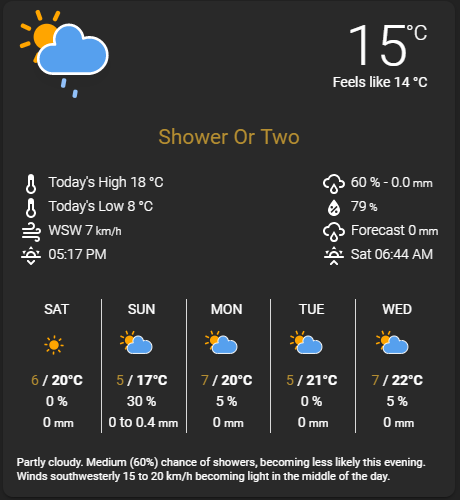 15°C
Feels like 14 °C
Shower Or Two
Today's High 18 °C
60 % - 0.0 mm
Today's Low 8 °C
79 %
WSW 7 km/h
Forecast 0 mm
05:17 PM
Sat 06:44 AM
SAT SUN MON TUE WED
6 / 20°C 5 / 17°C 7 / 20°C 5 / 21°C 7 / 22°C
0 % 30 % 5 % 0 % 5 %
0 mm 0 to 0.4 mm 0 mm 0 mm 0 mm
Partly cloudy. Medium (60%) chance of showers, becoming less likely this evening.
Winds southwesterly 15 to 20 km/h becoming light in the middle of the day.